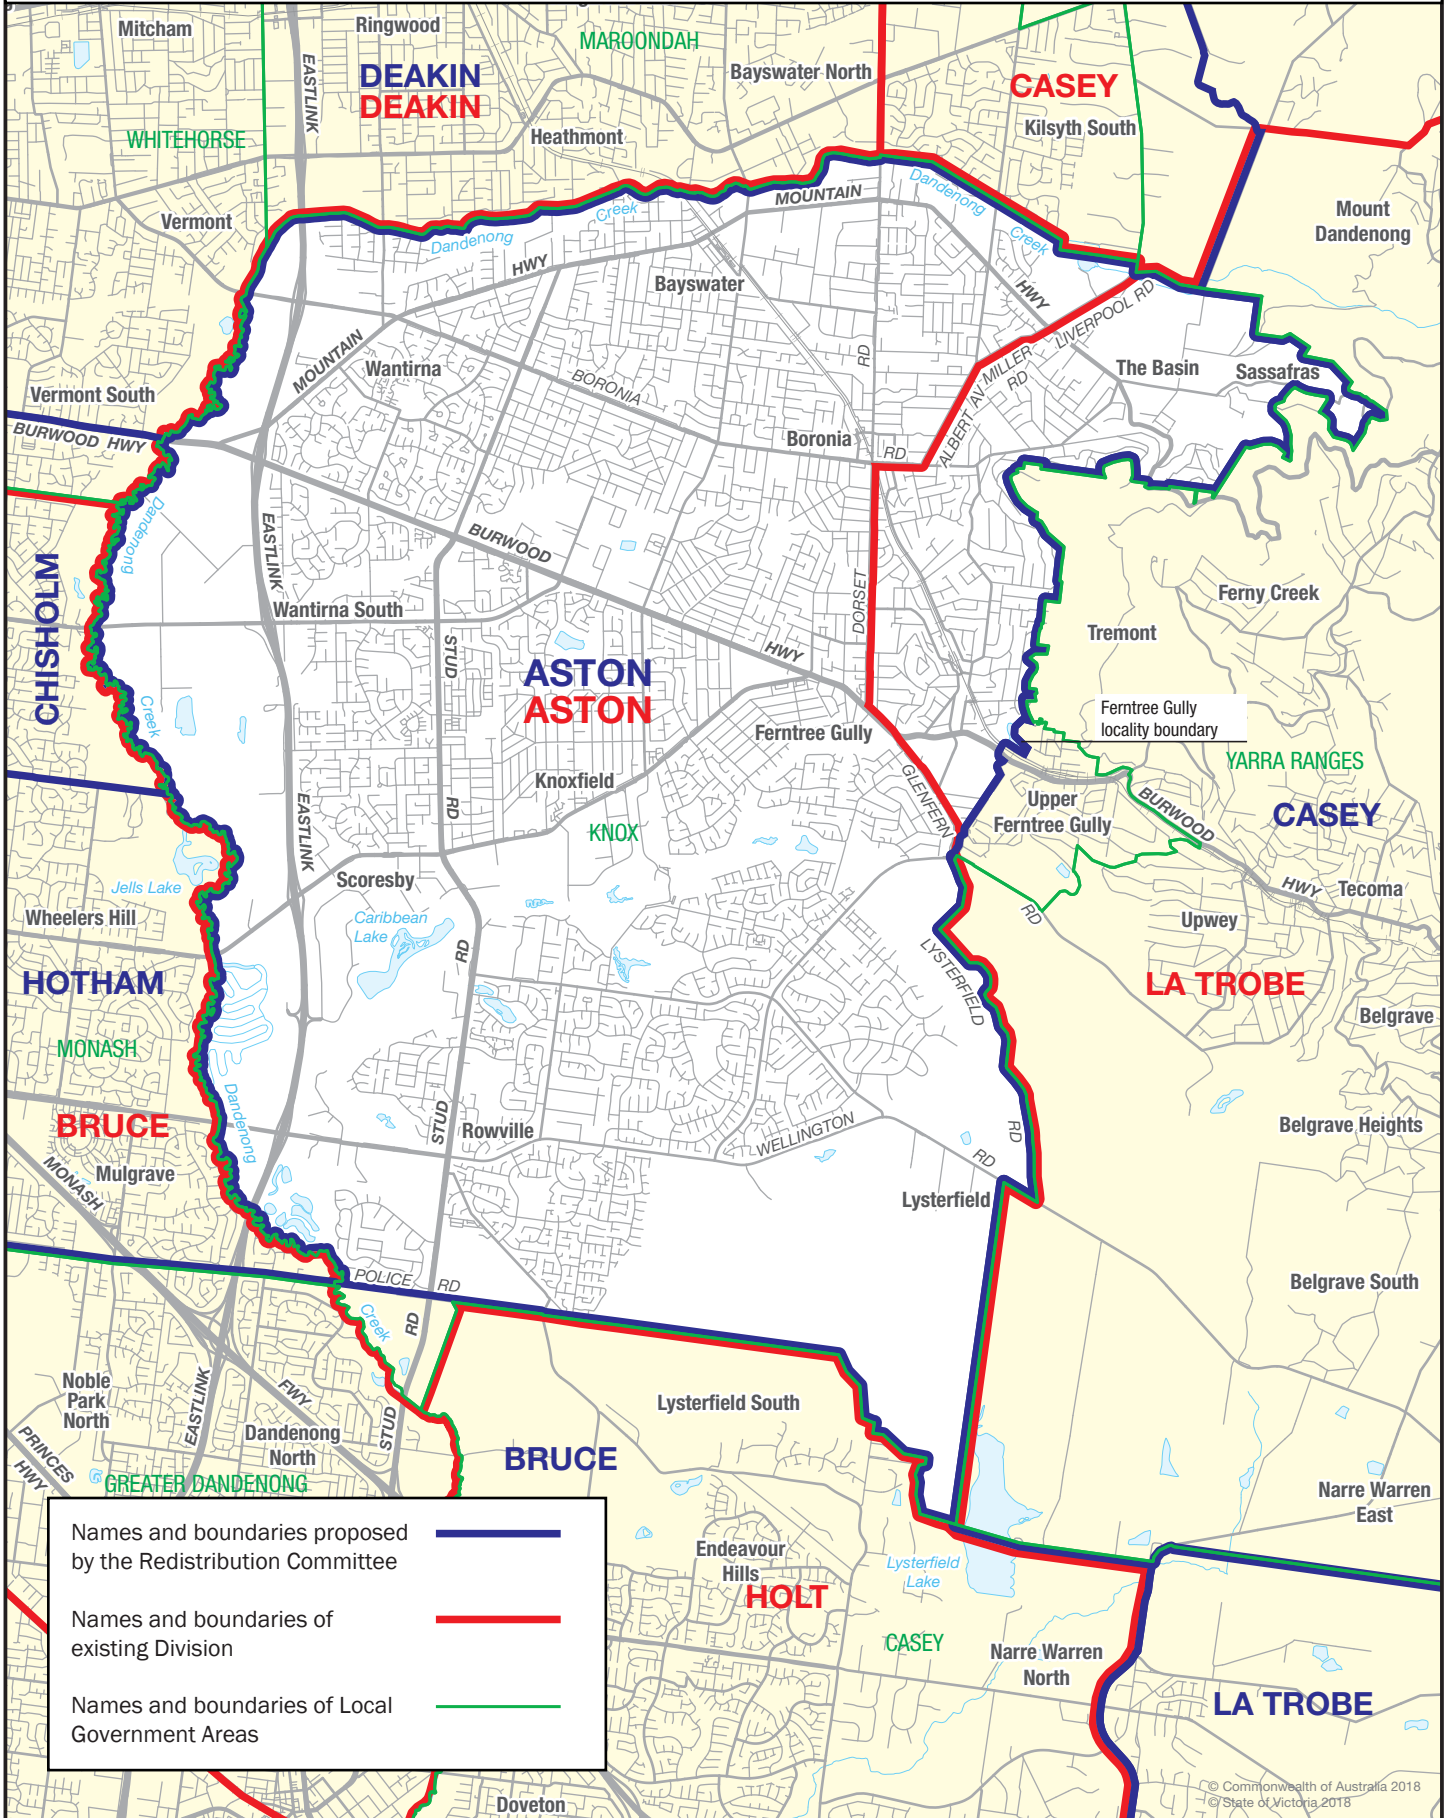 Mitcham
Ringwood
MAROONDAH
EASTLINK
DEAKIN
DEAKIN
Bayswater North
CASEY
Kilsyth South
WHITEHORSE
Heathmont
Vermont
Creek
MOUNTAIN
Dandenong
Mount
Dandenong
Dandenong
Creek
HWY
Bayswater
HWY
LIVERPOOL RD
MOUNTAIN
Wantirna
BORONIA
RD
MILLER
RD
The Basin
Sassafras
Vermont South
ALBERT AV
BURWOOD HWY
Boronia
RD
Dandenong
EASTLINK
BURWOOD
CHISHOLM
Wantirna South
DORSET
Ferny Creek
Tremont
STUD
HWY
ASTON
ASTON
Creek
Ferntree Gully
Ferntree Gully
locality boundary
YARRA RANGES
Knoxfield
GLENFERN
EASTLINK
RD
KNOX
Upper
Ferntree Gully
BURWOOD
CASEY
Jells Lake
Scoresby
HWY
Tecoma
Wheelers Hill
Caribbean
Lake
RD
Upwey
RD
LYSTERFIELD
HOTHAM
LA TROBE
Belgrave
MONASH
Dandenong
BRUCE
STUD
Rowville
WELLINGTON
RD
RD
Belgrave Heights
Mulgrave
MONASH
Lysterfield
POLICE
RD
Belgrave South
Creek
RD
Noble
Park
North
EASTLINK
FWY
STUD
Lysterfield South
Dandenong
North
PRINCES
HWY
BRUCE
GREATER DANDENONG
Narre Warren
East
Names and boundaries proposed
by the Redistribution Committee
Names and boundaries of
existing Division
Names and boundaries of Local
Government Areas
Endeavour
Hills
HOLT
Lysterfield
Lake
CASEY
Narre Warren
North
LA TROBE
Doveton
© Commonwealth of Australia 2018
© State of Victoria 2018